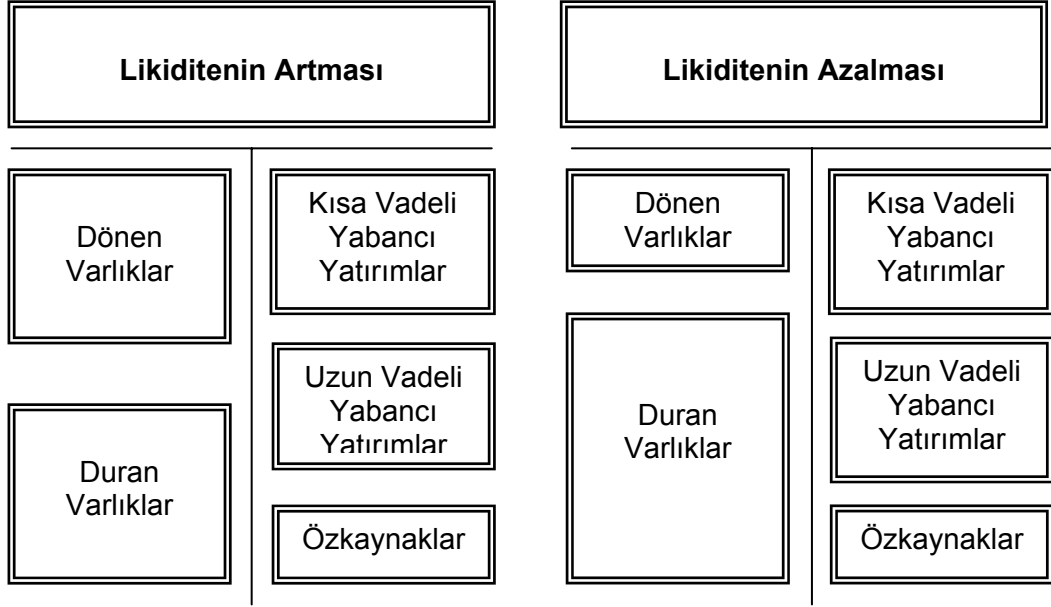 Likiditenin Artması
Dönen
Varlıklar
Duran
Varlıklar
Kısa Vadeli
Yabancı
Yatırımlar
Uzun Vadeli
Yabancı
Yatırımlar
Özkaynaklar
Likiditenin Azalması
Dönen
Varlıklar
Duran
Varlıklar
Kısa Vadeli
Yabancı
Yatırımlar
Uzun Vadeli
Yabancı
Yatırımlar
Özkaynaklar